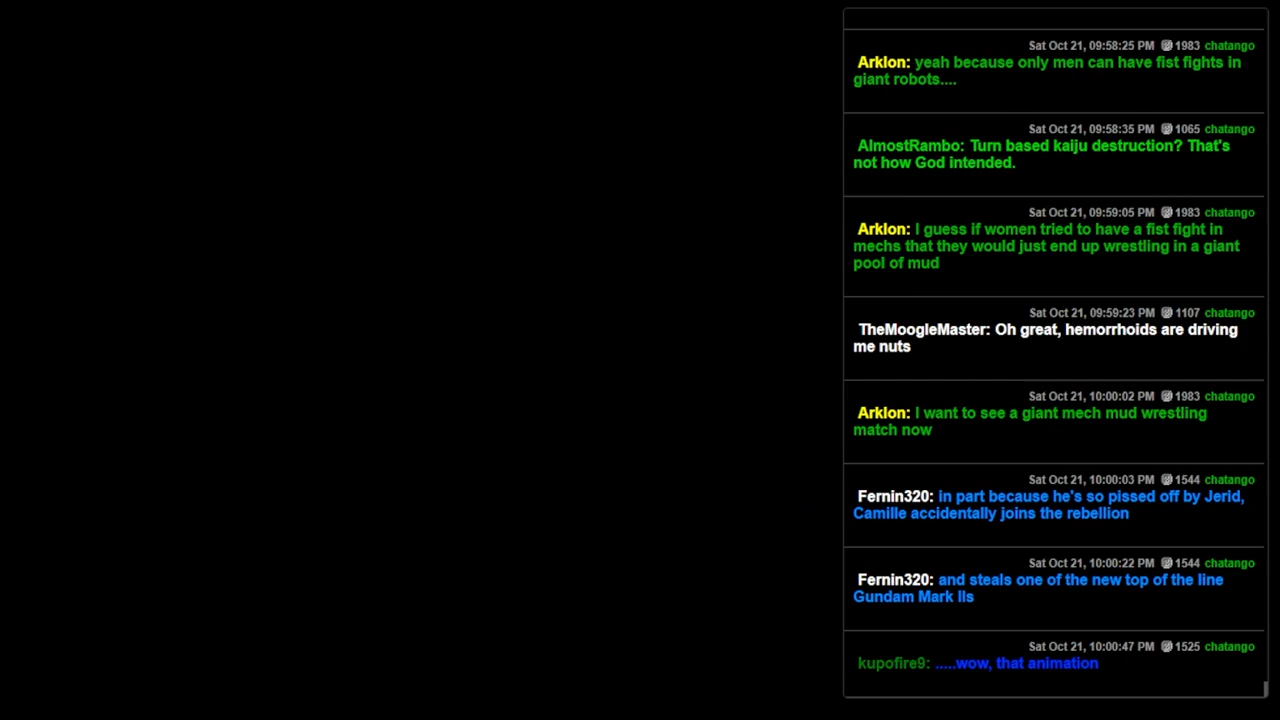 Sat Oct 21, 09:58:25 PM 1983 chatango
Arklon: yeah because only men can have fist fights in
giant robots....
Sat Oct 21, 09:58:35 PM 1065 chatango
AlmostRambo: Turn based kaiju destruction? That's
not how God intended.
Sat Oct 21, 09:59:05 PM 1983 chatango
Arklon: I guess if women tried to have a fist fight in
mechs that they would just end up wrestling in a giant
pool of mud
Sat Oct 21, 09:59:23 PM 1107 chatango
TheMoogleMaster: Oh great, hemorrhoids are driving
me nuts
Sat Oct 21, 10:00:02 PM 1983 chatango
Arklon: I want to see a giant mech mud wrestling
match now
Sat Oct 21, 10:00:03 PM 1544 chatango
Fernin320: in part because he's so pissed off by Jerid,
Camille accidentally joins the rebellion
Sat Oct 21, 10:00:22 PM 1544 chatango
Fernin320: and steals one of the new top of the line
Gundam Mark IIs
Sat Oct 21, 10:00:47 PM 1525 chatango
kupofire9: .....wow, that animation